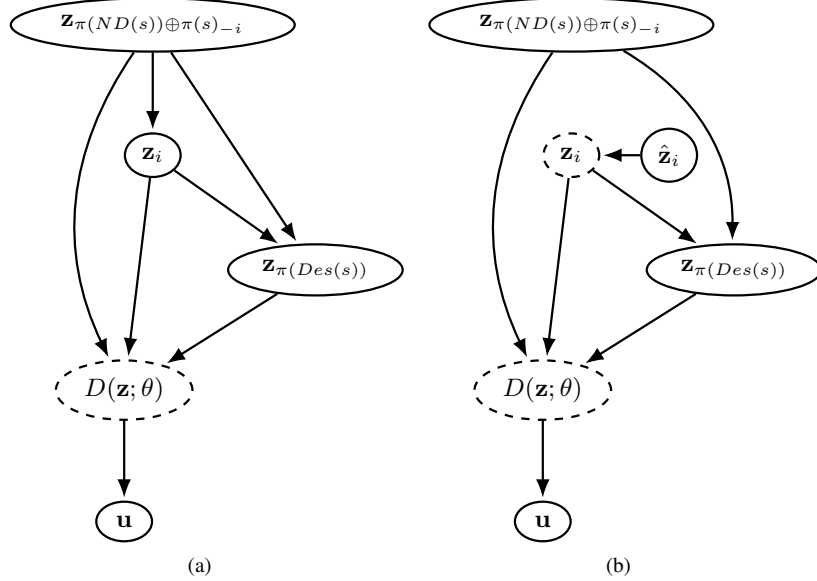 𝐳_{π(ND(s))⊕π(s)_{−i}}
𝐳_i
𝐳_{π(Des(s))}
D(𝐳; θ)
𝐮
(a)
𝐳_{π(ND(s))⊕π(s)_{−i}}
𝐳_i
𝐳̂_i
𝐳_{π(Des(s))}
D(𝐳; θ)
𝐮
(b)